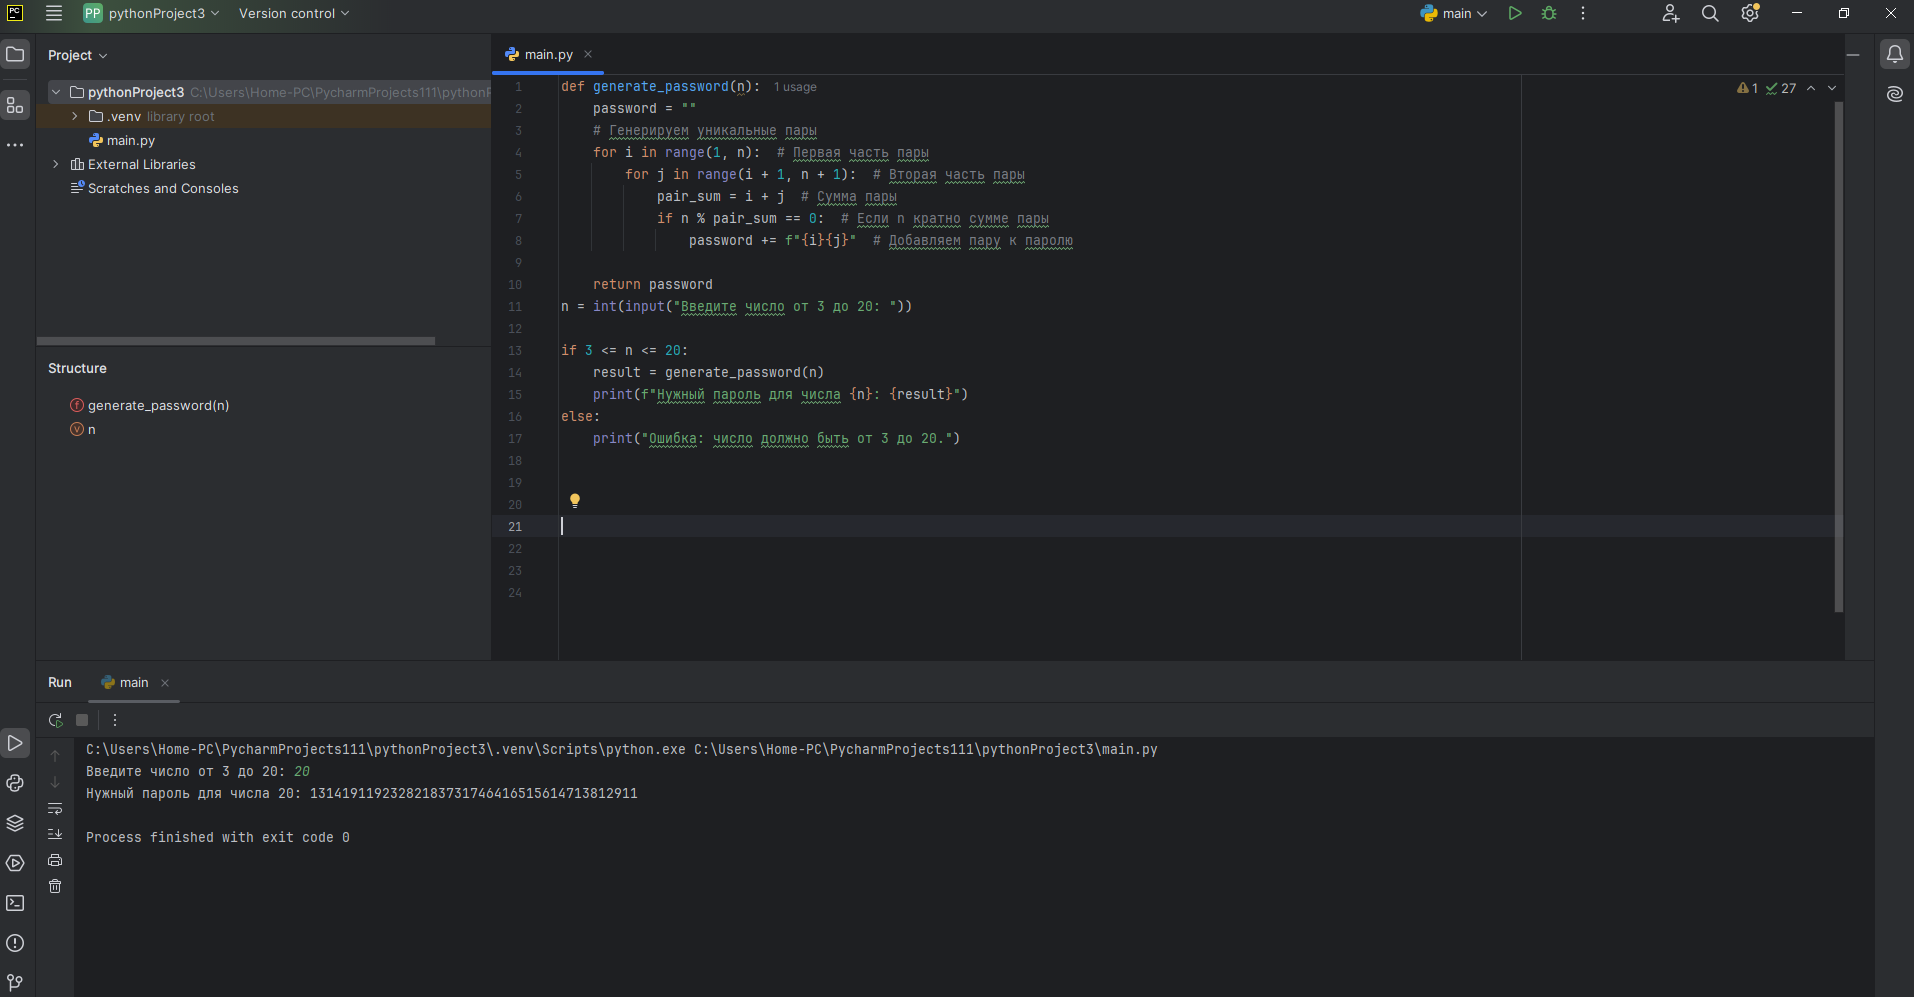 PC
PP pythonProject3 Version control main
Project
pythonProject3 C:\Users\Home-PC\PycharmProjects111\pythonP
.venv library root
main.py
External Libraries
Scratches and Consoles
Structure
f generate_password(n)
v n
main.py
1 27
1 def generate_password(n): 1 usage
2 password = ""
3 # Генерируем уникальные пары
4 for i in range(1, n): # Первая часть пары
5 for j in range(i + 1, n + 1): # Вторая часть пары
6 pair_sum = i + j # Сумма пары
7 if n % pair_sum == 0: # Если n кратно сумме пары
8 password += f"{i}{j}" # Добавляем пару к паролю
9
10 return password
11 n = int(input("Введите число от 3 до 20: "))
12
13 if 3 <= n <= 20:
14 result = generate_password(n)
15 print(f"Нужный пароль для числа {n}: {result}")
16 else:
17 print("Ошибка: число должно быть от 3 до 20.")
18
19
20
21
22
23
24
Run main
C:\Users\Home-PC\PycharmProjects111\pythonProject3\.venv\Scripts\python.exe C:\Users\Home-PC\PycharmProjects111\pythonProject3\main.py
Введите число от 3 до 20: 20
Нужный пароль для числа 20: 13141911923282183731746416515614713812911
Process finished with exit code 0